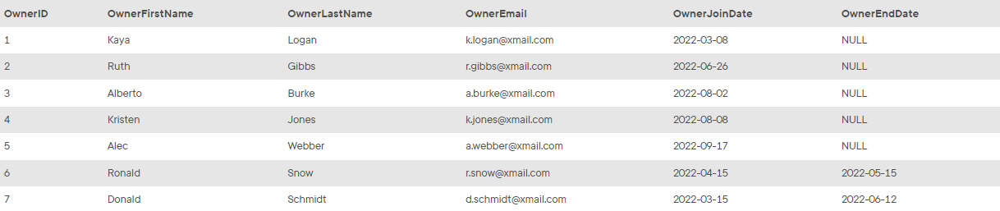 OwnerID OwnerFirstName OwnerLastName OwnerEmail OwnerJoinDate OwnerEndDate
1 Kaya Logan k.logan@xmail.com 2022-03-08 NULL
2 Ruth Gibbs r.gibbs@xmail.com 2022-06-26 NULL
3 Alberto Burke a.burke@xmail.com 2022-08-02 NULL
4 Kristen Jones k.jones@xmail.com 2022-08-08 NULL
5 Alec Webber a.webber@xmail.com 2022-09-17 NULL
6 Ronald Snow r.snow@xmail.com 2022-04-15 2022-05-15
7 Donald Schmidt d.schmidt@xmail.com 2022-03-15 2022-06-12